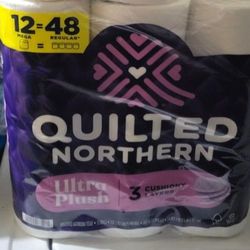 12=48
MEGA REGULAR*
QUILTED
NORTHERN
Ultra
Plush
3 CUSHIONY
LAYERS